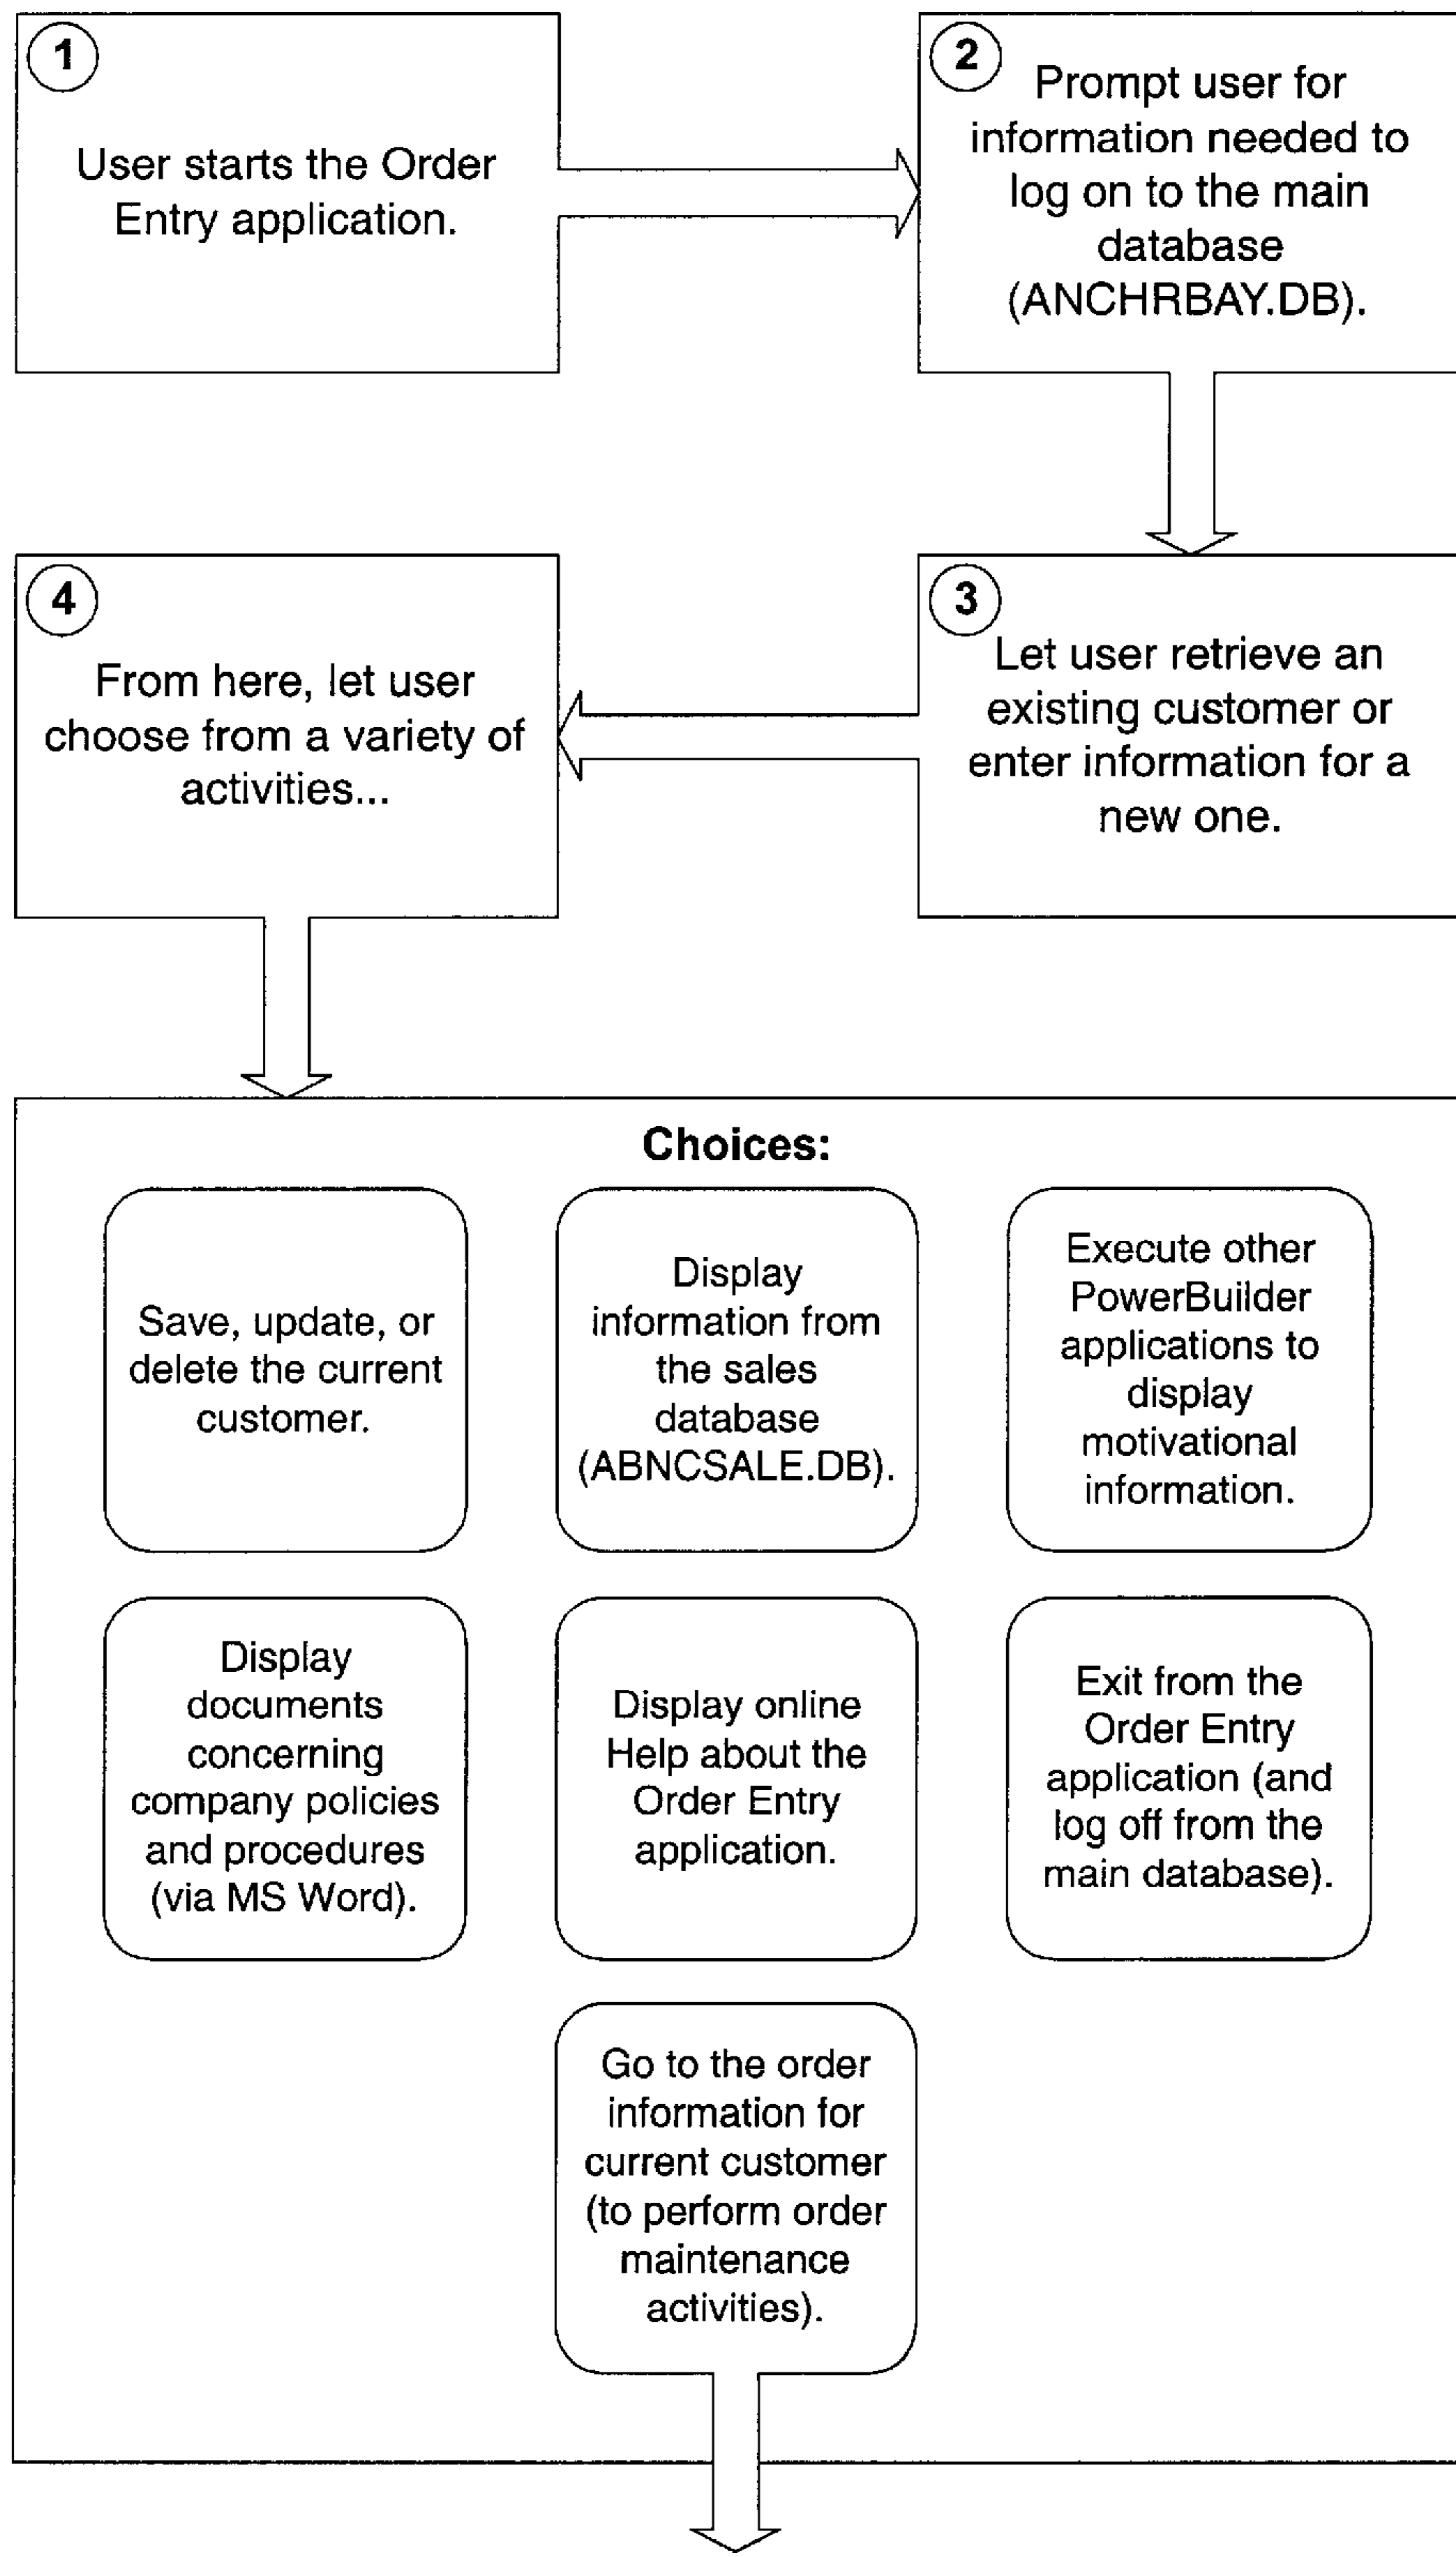 1
User starts the Order
Entry application.
2
Prompt user for
information needed to
log on to the main
database
(ANCHRBAY.DB).
3
Let user retrieve an
existing customer or
enter information for a
new one.
4
From here, let user
choose from a variety of
activities...
Choices:
Save, update, or
delete the current
customer.
Display
information from
the sales
database
(ABNCSALE.DB).
Execute other
PowerBuilder
applications to
display
motivational
information.
Display
documents
concerning
company policies
and procedures
(via MS Word).
Display online
Help about the
Order Entry
application.
Exit from the
Order Entry
application (and
log off from the
main database).
Go to the order
information for
current customer
(to perform order
maintenance
activities).